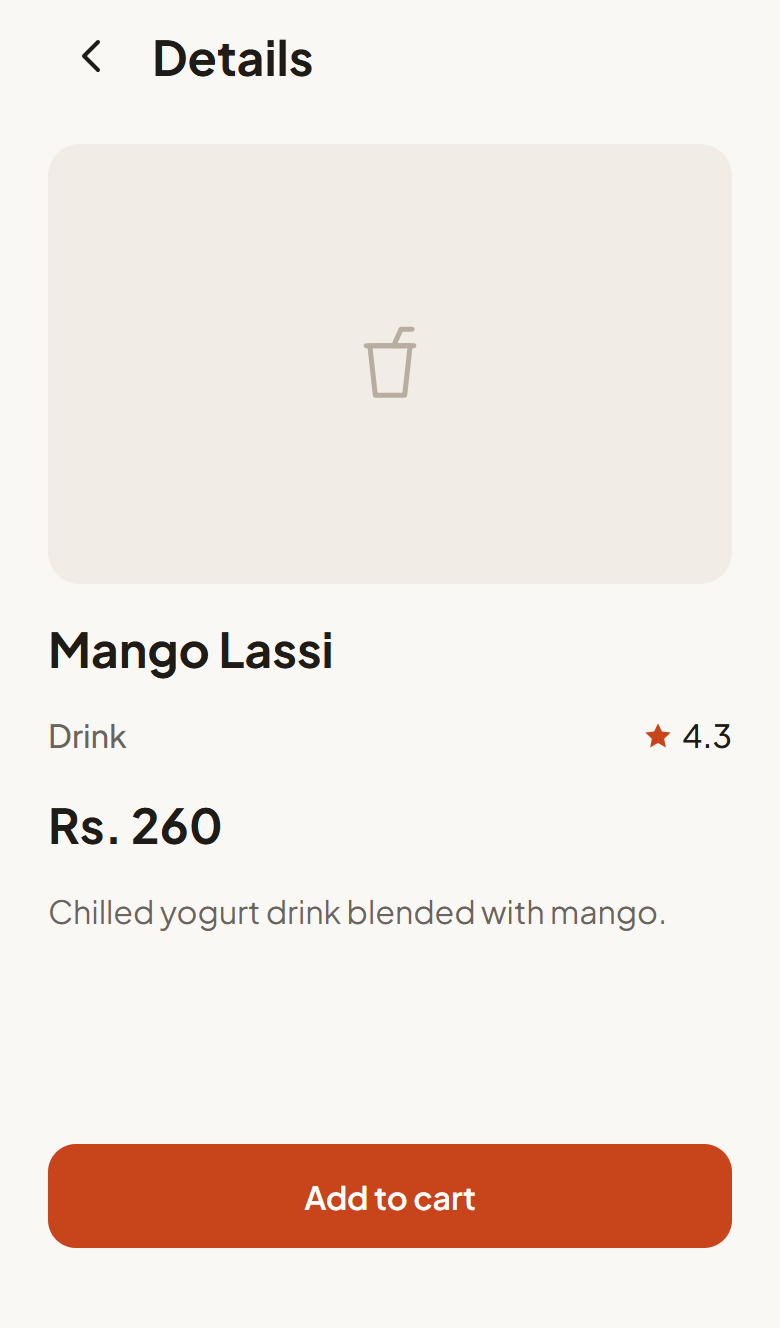 Details
Mango Lassi
Drink
4.3
Rs. 260
Chilled yogurt drink blended with mango.
Add to cart